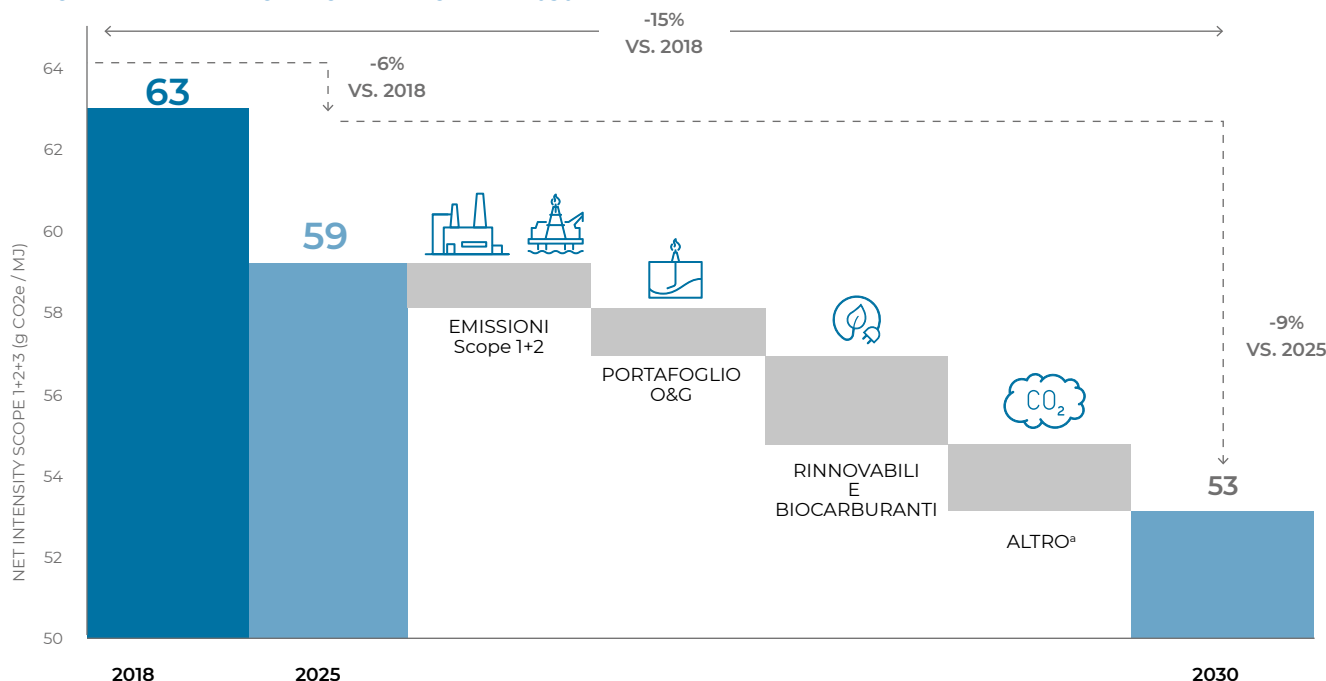 -15%
VS. 2018
-6%
VS. 2018
64
62
60
58
56
54
52
50
NET INTENSITY SCOPE 1+2+3 (g CO2e / MJ)
63
59
EMISSIONI
Scope 1+2
PORTAFOGLIO
O&G
RINNOVABILI
E
BIOCARBURANTI
CO₂
ALTROᵃ
53
-9%
VS. 2025
2018
2025
2030